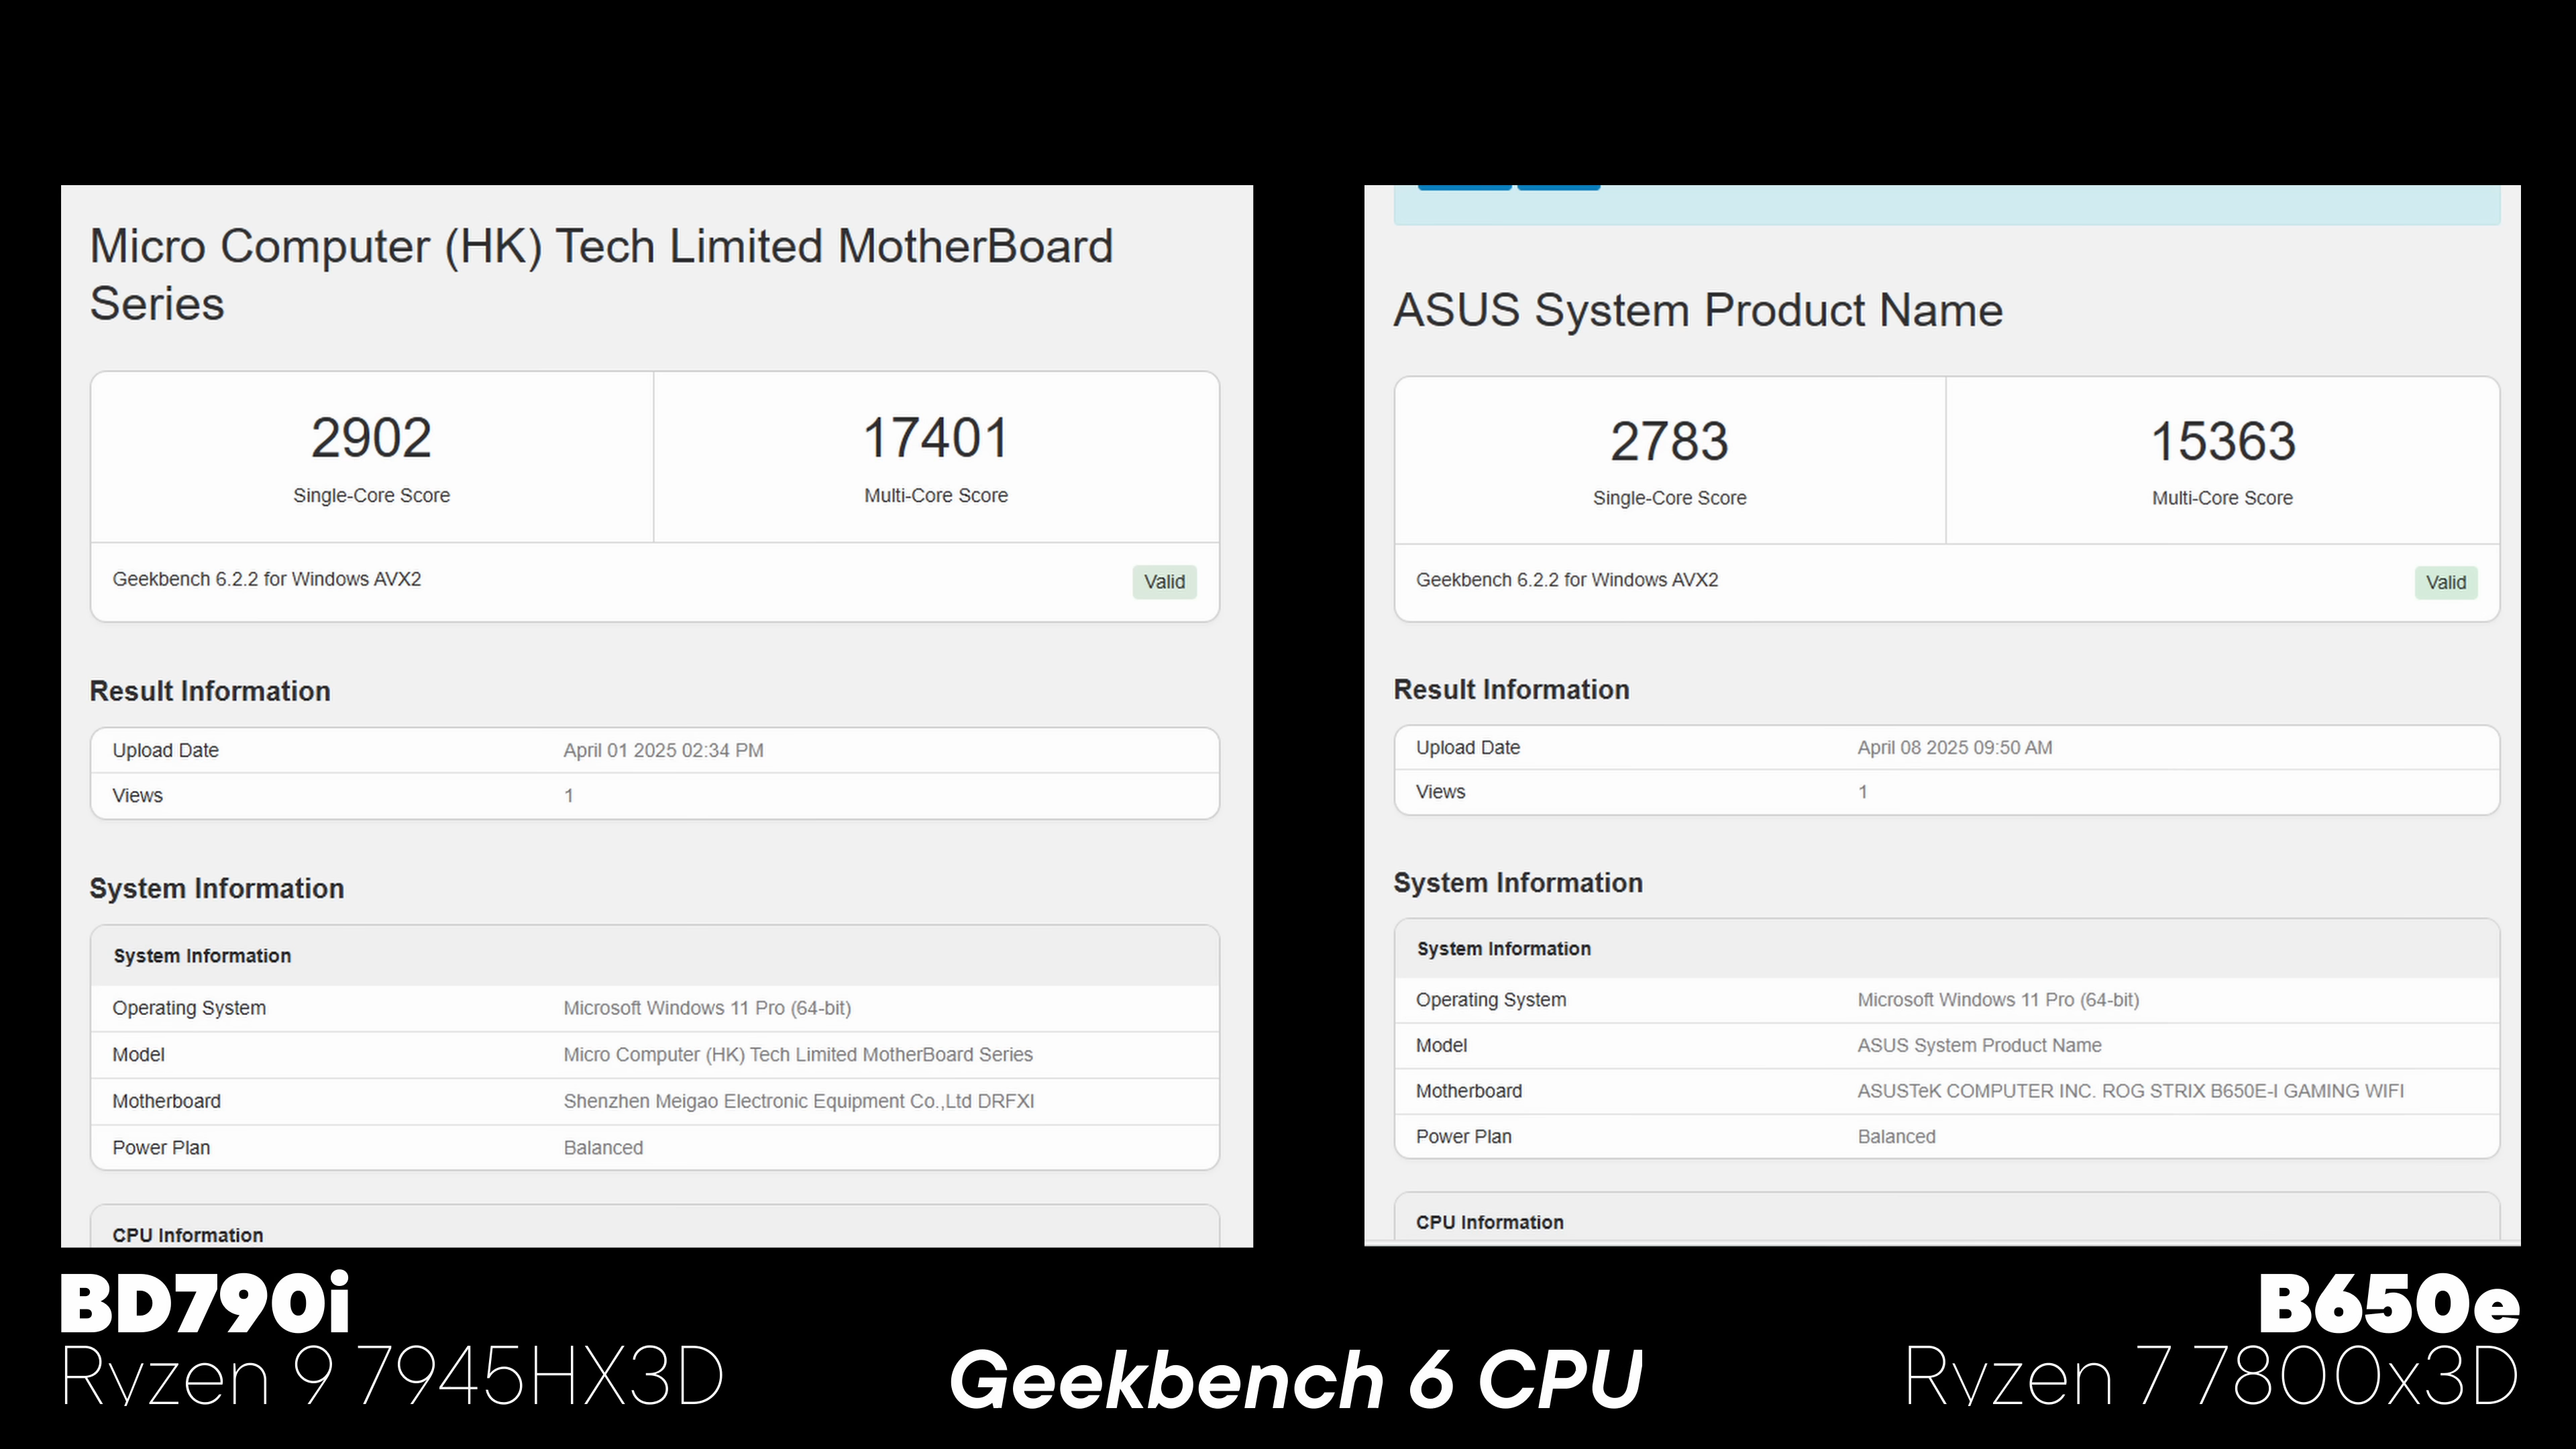 Micro Computer (HK) Tech Limited MotherBoard
Series
2902
Single-Core Score
17401
Multi-Core Score
Geekbench 6.2.2 for Windows AVX2
Valid
Result Information
Upload Date April 01 2025 02:34 PM
Views 1
System Information
System Information
Operating System Microsoft Windows 11 Pro (64-bit)
Model Micro Computer (HK) Tech Limited MotherBoard Series
Motherboard Shenzhen Meigao Electronic Equipment Co.,Ltd DRFXI
Power Plan Balanced
CPU Information
ASUS System Product Name
2783
Single-Core Score
15363
Multi-Core Score
Geekbench 6.2.2 for Windows AVX2
Valid
Result Information
Upload Date April 08 2025 09:50 AM
Views 1
System Information
System Information
Operating System Microsoft Windows 11 Pro (64-bit)
Model ASUS System Product Name
Motherboard ASUSTeK COMPUTER INC. ROG STRIX B650E-I GAMING WIFI
Power Plan Balanced
CPU Information
BD790i
Ryzen 9 7945HX3D
Geekbench 6 CPU
B650e
Ryzen 7 7800x3D